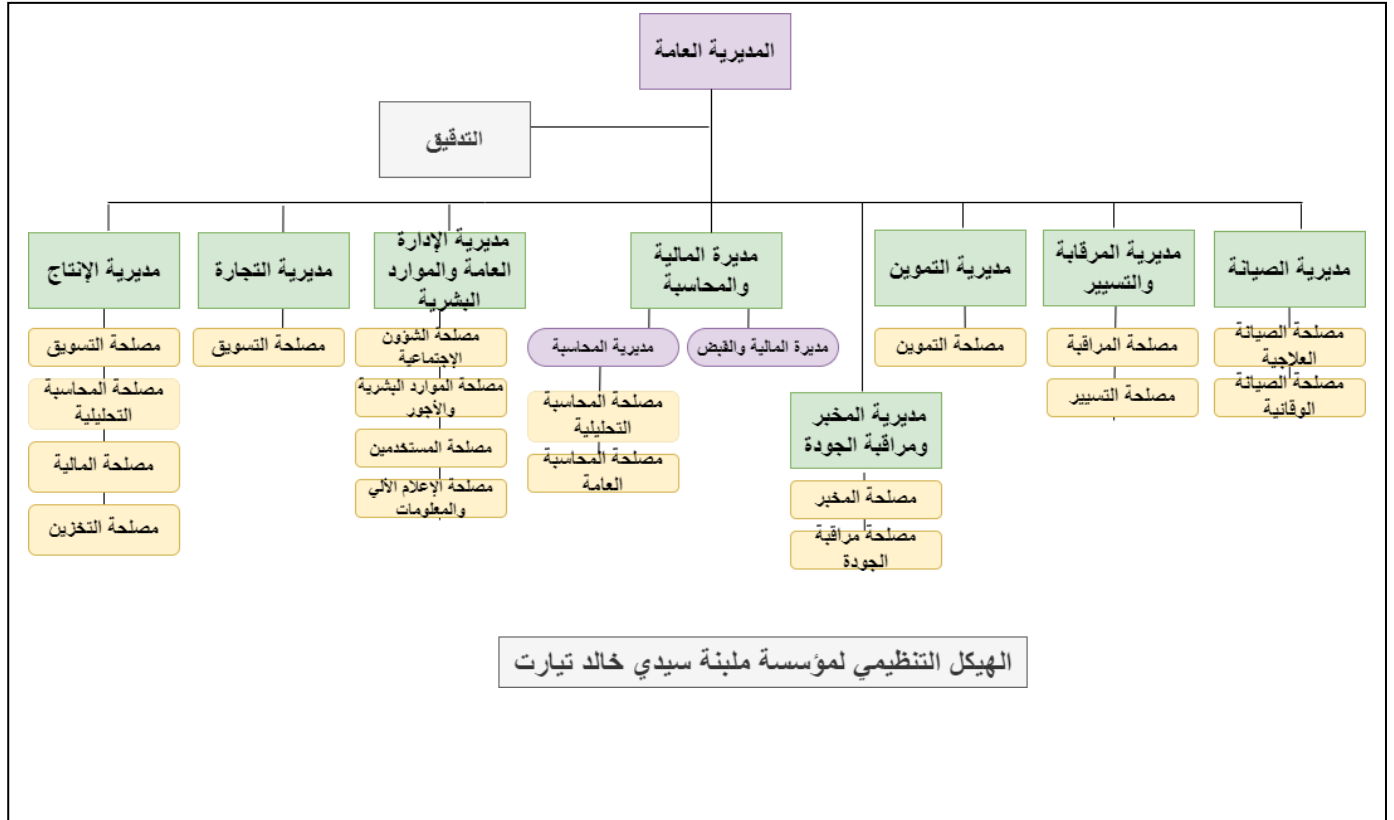 المديرية العامة
التدقيق
مديرية الصيانة
مديرية المرقابة
والتسيير
مديرية التموين
مديرة المالية
والمحاسبة
مديرية الإدارة
العامة والموارد
البشرية
مديرية التجارة
مديرية الإنتاج
مصلحة الصيانة
العلاجية
مصلحة الصيانة
الوقائية
مصلحة المراقبة
مصلحة التسيير
مصلحة التموين
مديرية المخبر
ومراقبة الجودة
مصلحة المخبر
مصلحة مراقبة
الجودة
مديرة المالية والقبض
مديرية المحاسبة
مصلحة المحاسبة
التحليلية
مصلحة المحاسبة
العامة
مصلحة الشؤون
الإجتماعية
مصلحة الموارد البشرية
والأجور
مصلحة المستخدمين
مصلحة الإعلام الألي
والمعلومات
مصلحة التسويق
مصلحة التسويق
مصلحة المحاسبة
التحليلية
مصلحة المالية
مصلحة التخزين
الهيكل التنظيمي لمؤسسة ملبنة سيدي خالد تيارت